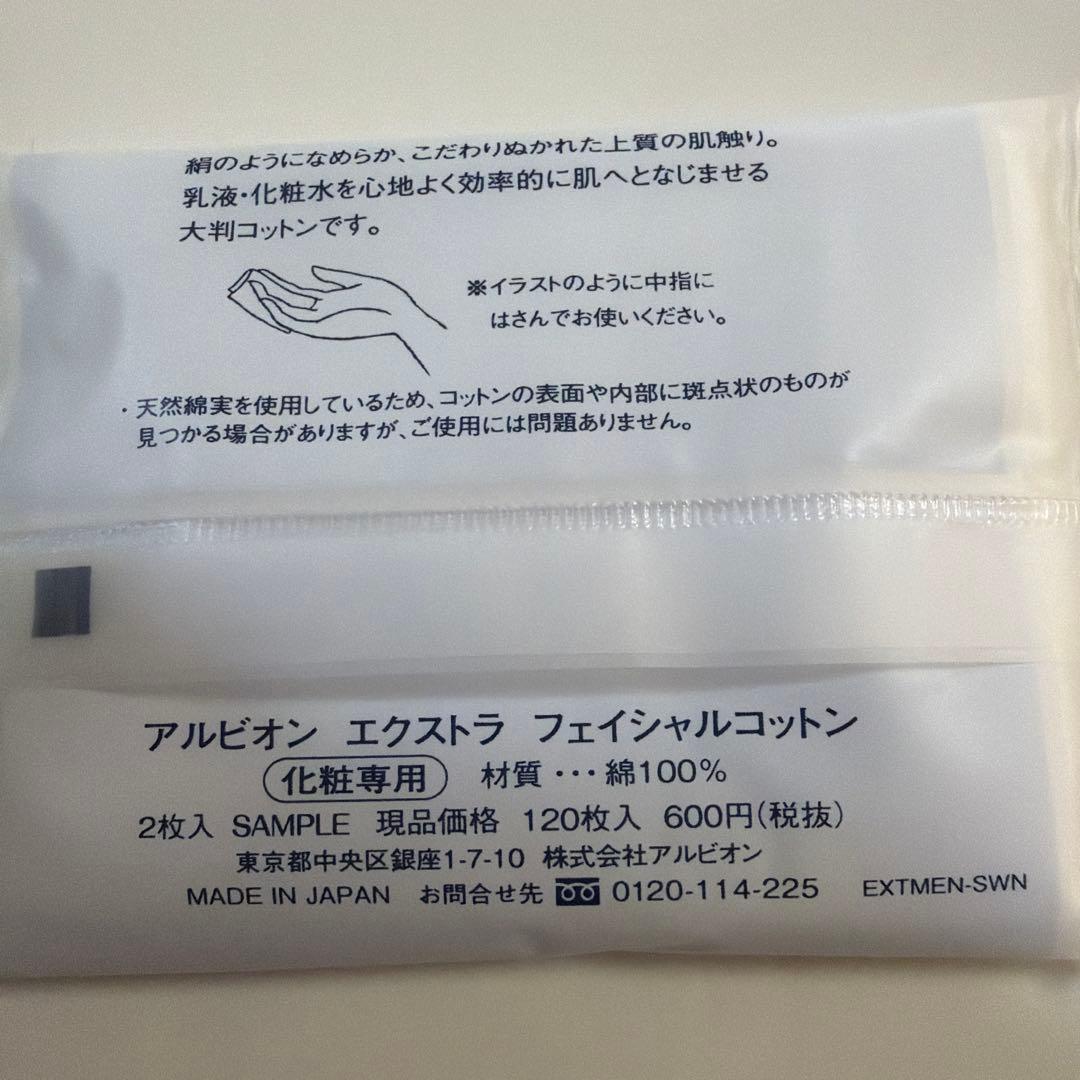 絹のようになめらか、こだわりぬかれた上質の肌触り。
乳液・化粧水を心地よく効率的に肌へとなじませる
大判コットンです。
※イラストのように中指に
はさんでお使いください。
・天然綿実を使用しているため、コットンの表面や内部に斑点状のものが
見つかる場合がありますが、ご使用には問題ありません。
アルビオン エクストラ フェイシャルコットン
化粧専用 材質・・・綿100%
2枚入 SAMPLE 現品価格 120枚入 600円(税抜)
東京都中央区銀座1-7-10 株式会社アルビオン
MADE IN JAPAN お問合せ先 0120-114-225 EXTMEN-SWN